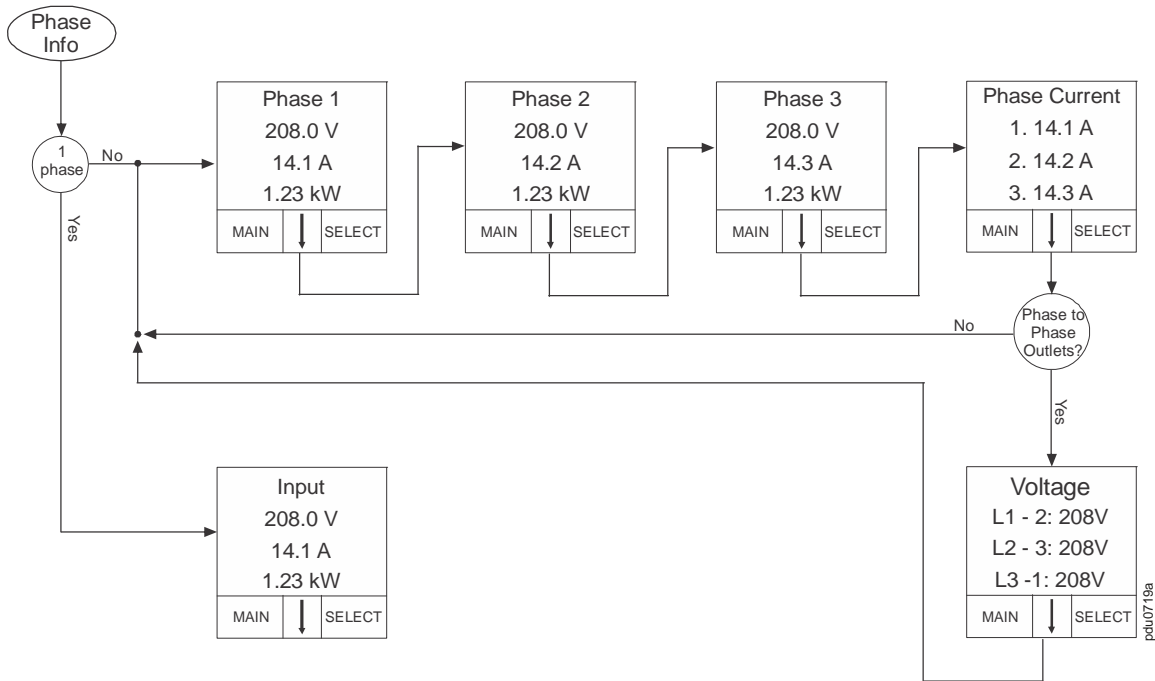 Phase
Info
1
phase
No
Yes
Phase 1
208.0 V
14.1 A
1.23 kW
MAIN
SELECT
Phase 2
208.0 V
14.2 A
1.23 kW
MAIN
SELECT
Phase 3
208.0 V
14.3 A
1.23 kW
MAIN
SELECT
Phase Current
1. 14.1 A
2. 14.2 A
3. 14.3 A
MAIN
SELECT
Phase to
Phase
Outlets?
No
Yes
Input
208.0 V
14.1 A
1.23 kW
MAIN
SELECT
Voltage
L1 - 2: 208V
L2 - 3: 208V
L3 -1: 208V
MAIN
SELECT
pdu0719a